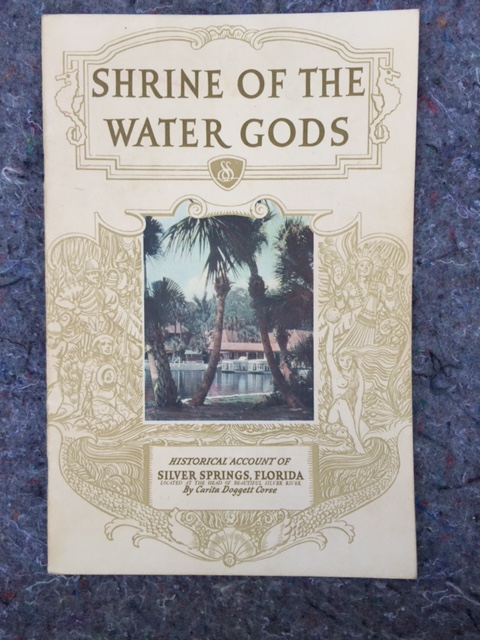 SHRINE OF THE
WATER GODS
SS
HISTORICAL ACCOUNT OF
SILVER SPRINGS, FLORIDA
LOCATED AT THE HEAD OF BEAUTIFUL SILVER RIVER
By Carita Doggett Corse